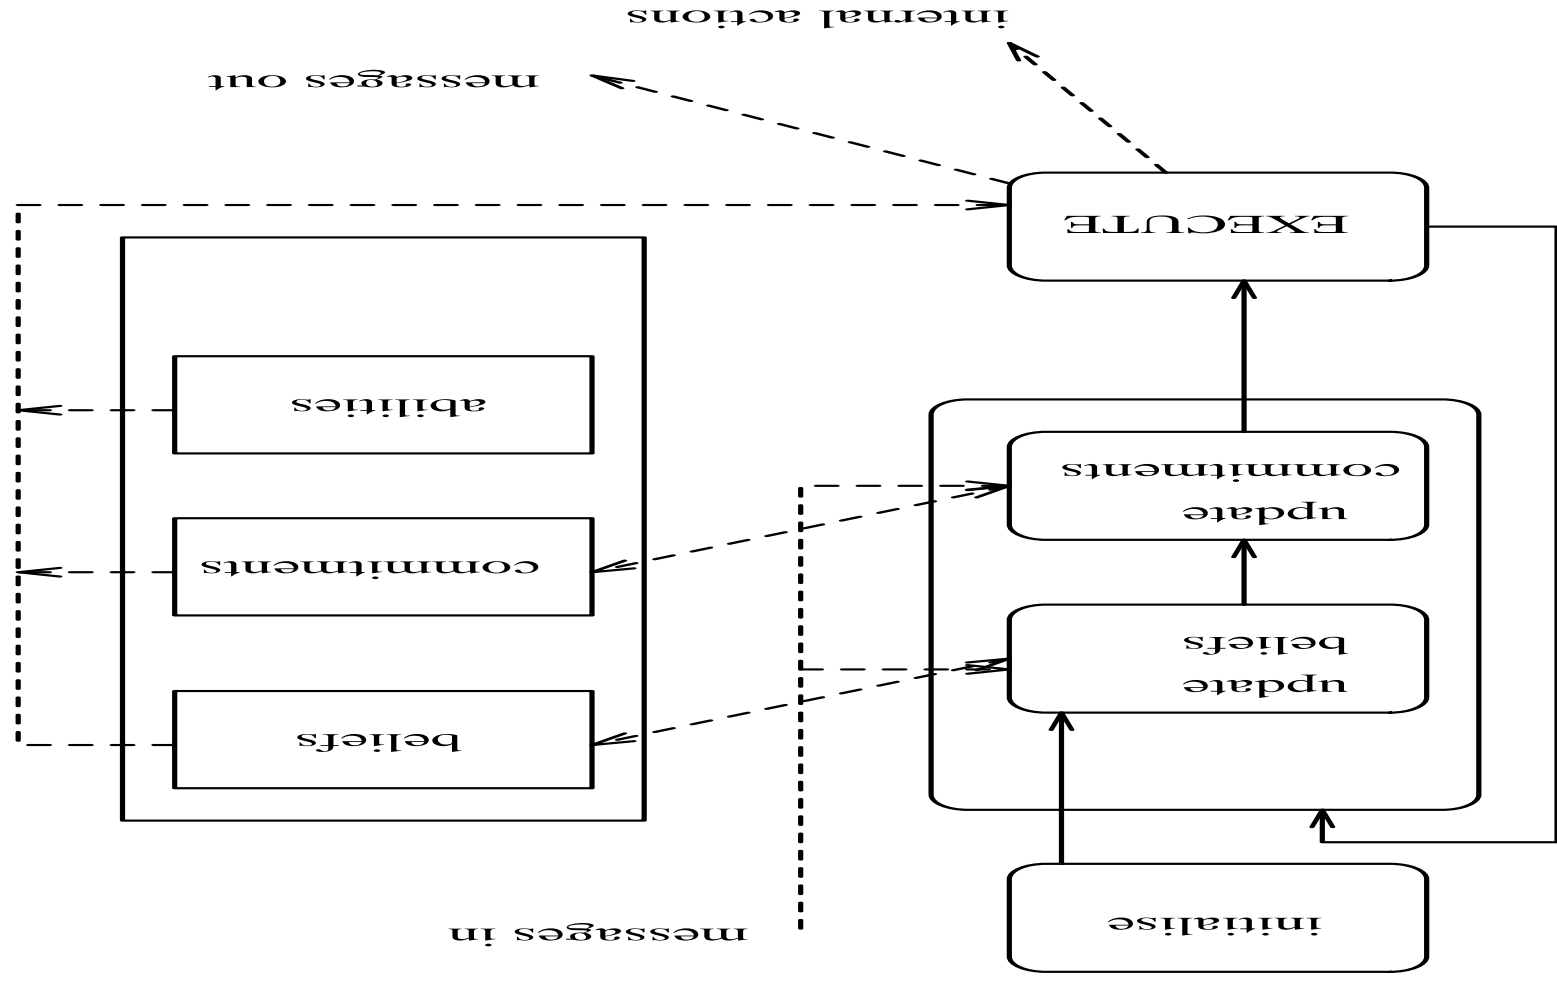 messages in
initialise
update
beliefs
beliefs
update
commitments
commitments
abilities
EXECUTE
messages out
internal actions